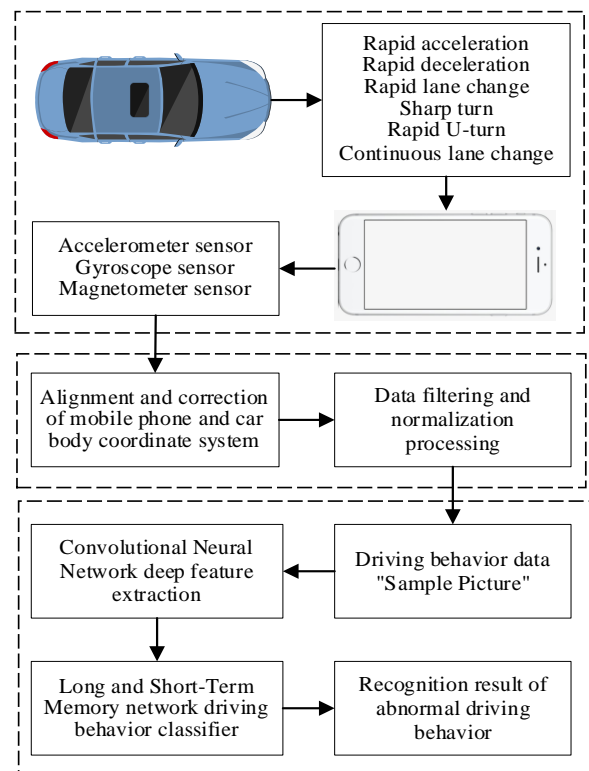 Rapid acceleration
Rapid deceleration
Rapid lane change
Sharp turn
Rapid U-turn
Continuous lane change
Accelerometer sensor
Gyroscope sensor
Magnetometer sensor
Alignment and correction
of mobile phone and car
body coordinate system
Data filtering and
normalization
processing
Driving behavior data
"Sample Picture"
Convolutional Neural
Network deep feature
extraction
Long and Short-Term
Memory network driving
behavior classifier
Recognition result of
abnormal driving
behavior